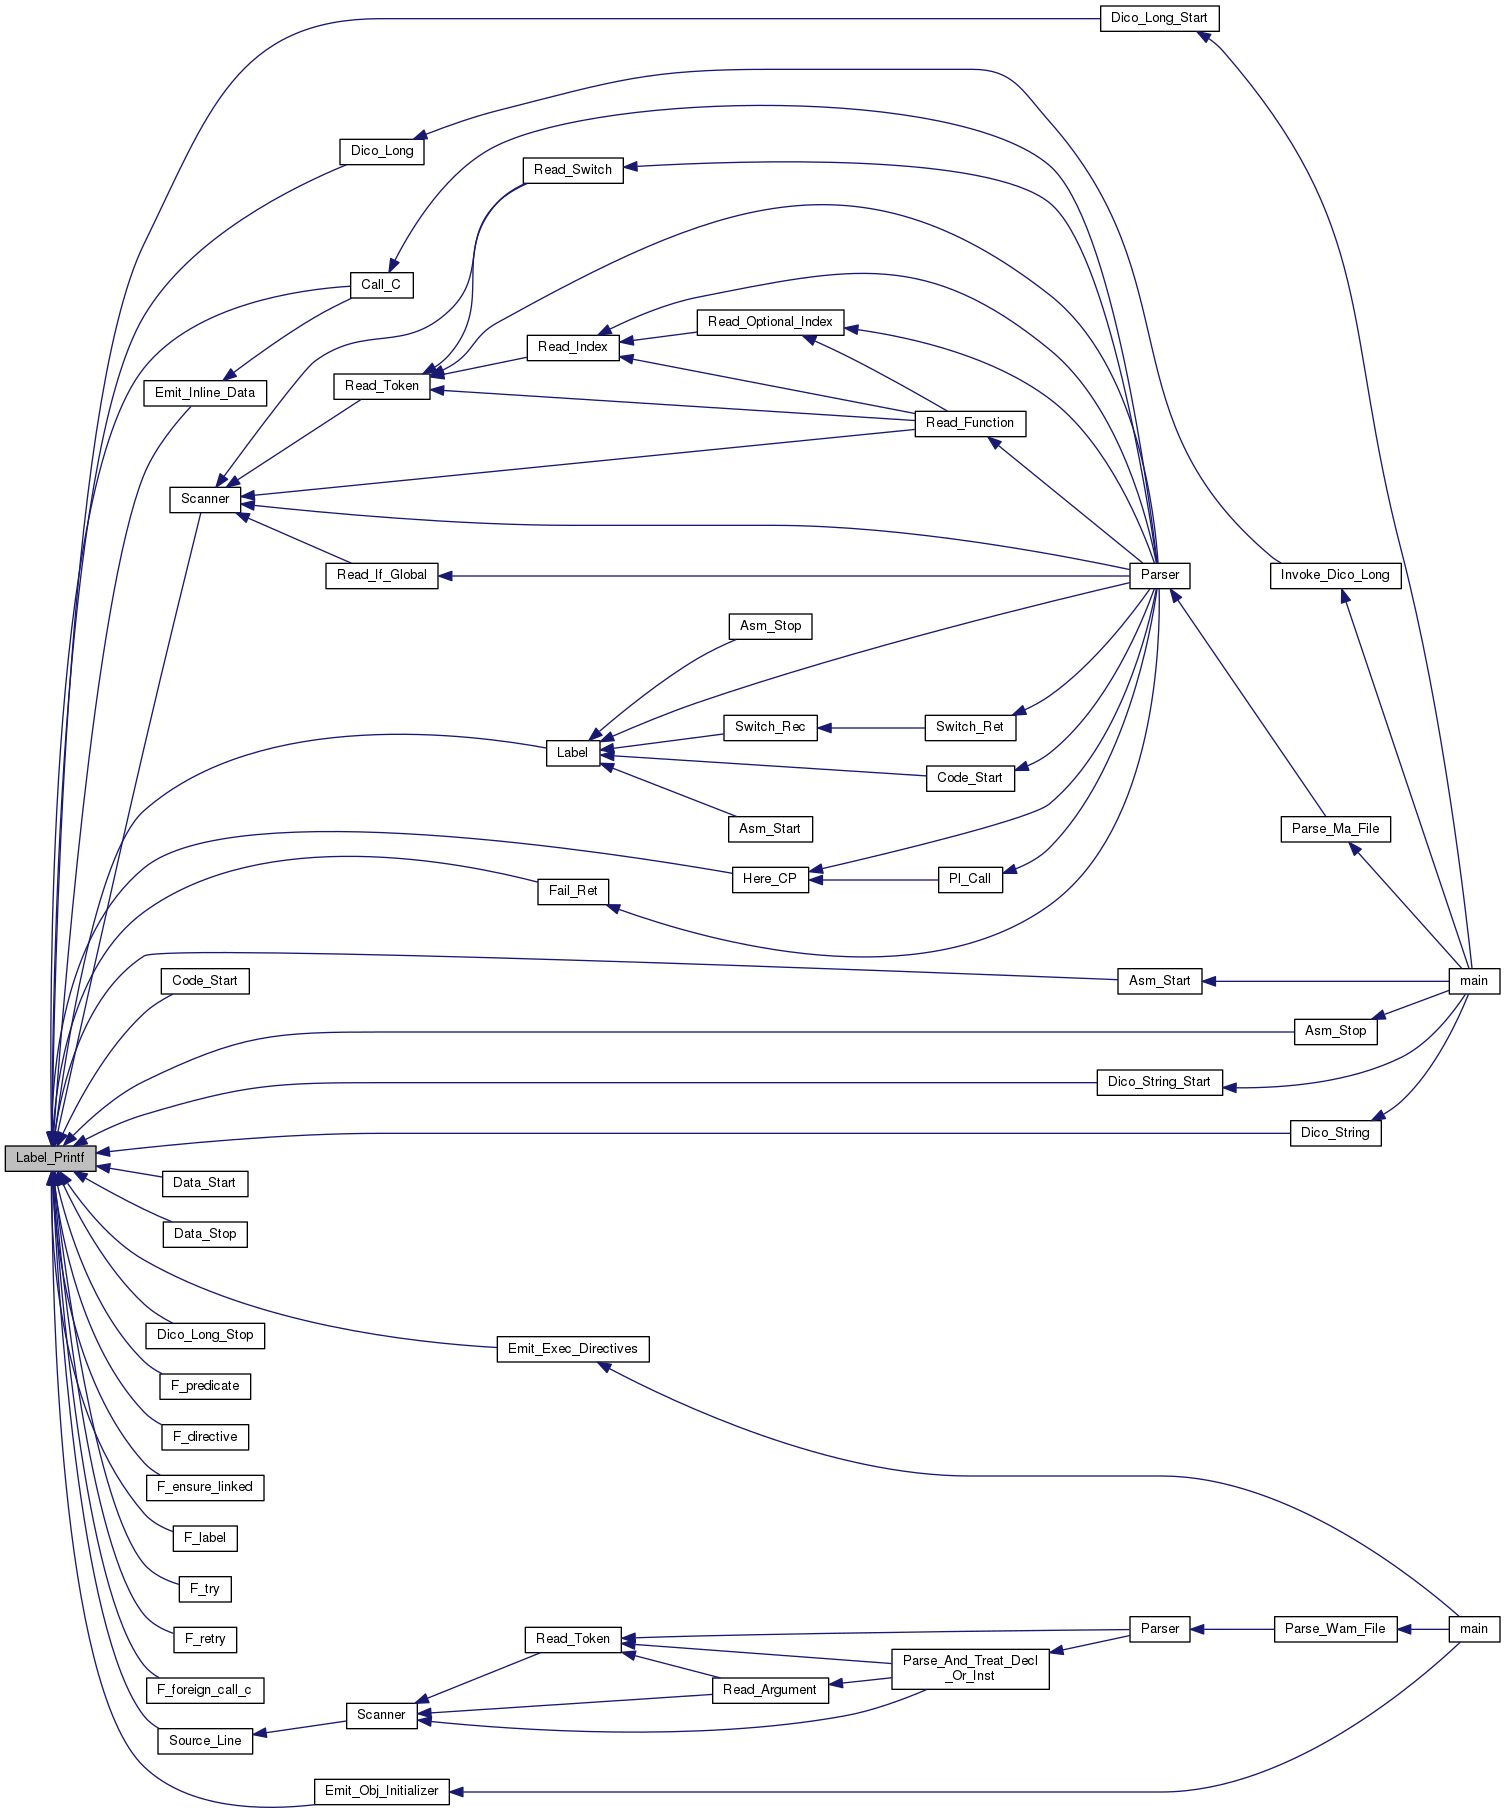 Dico_Long_Start
Dico_Long
Read_Switch
Call_C
Read_Optional_Index
Read_Index
Read_Token
Emit_Inline_Data
Read_Function
Scanner
Read_If_Global
Parser
Invoke_Dico_Long
Asm_Stop
Switch_Rec
Switch_Ret
Label
Code_Start
Asm_Start
Parse_Ma_File
Here_CP
Pl_Call
Fail_Ret
Code_Start
Asm_Start
main
Asm_Stop
Dico_String_Start
Dico_String
Label_Printf
Data_Start
Data_Stop
Dico_Long_Stop
Emit_Exec_Directives
F_predicate
F_directive
F_ensure_linked
F_label
F_try
F_retry
Read_Token
Parser
Parse_Wam_File
main
Parse_And_Treat_Decl
_Or_Inst
F_foreign_call_c
Read_Argument
Scanner
Source_Line
Emit_Obj_Initializer